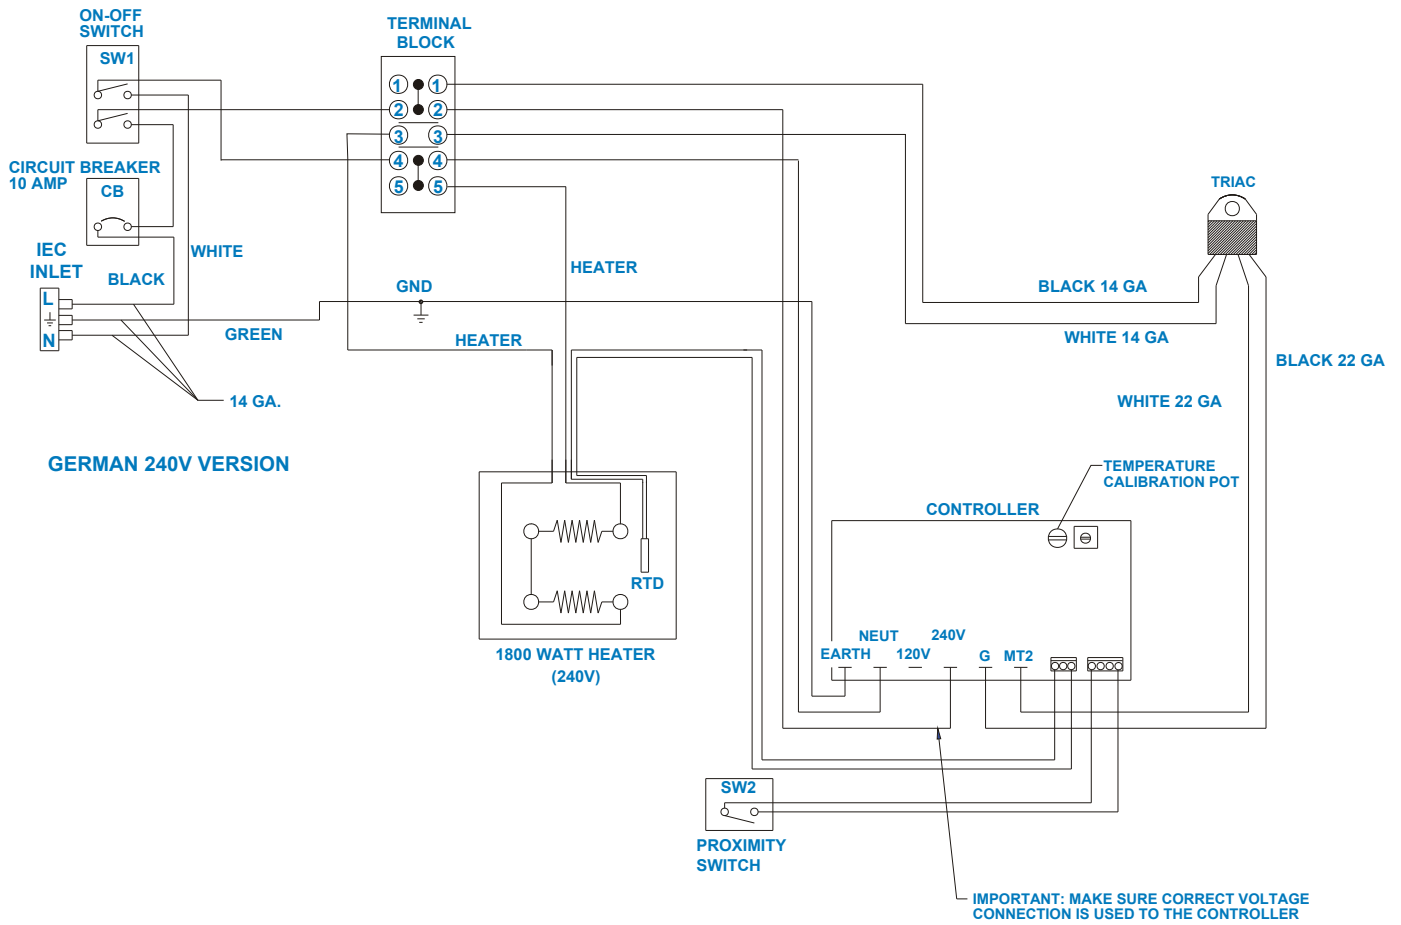 ON-OFF
SWITCH
SW1
TERMINAL
BLOCK
1 1
2 2
3 3
4 4
5 5
CIRCUIT BREAKER
10 AMP
CB
IEC
INLET
WHITE
BLACK
L
N
GREEN
14 GA.
GND
HEATER
HEATER
TRIAC
BLACK 14 GA
WHITE 14 GA
BLACK 22 GA
WHITE 22 GA
GERMAN 240V VERSION
RTD
1800 WATT HEATER
(240V)
TEMPERATURE
CALIBRATION POT
CONTROLLER
EARTH
NEUT
120V
240V
G
MT2
SW2
PROXIMITY
SWITCH
IMPORTANT: MAKE SURE CORRECT VOLTAGE
CONNECTION IS USED TO THE CONTROLLER